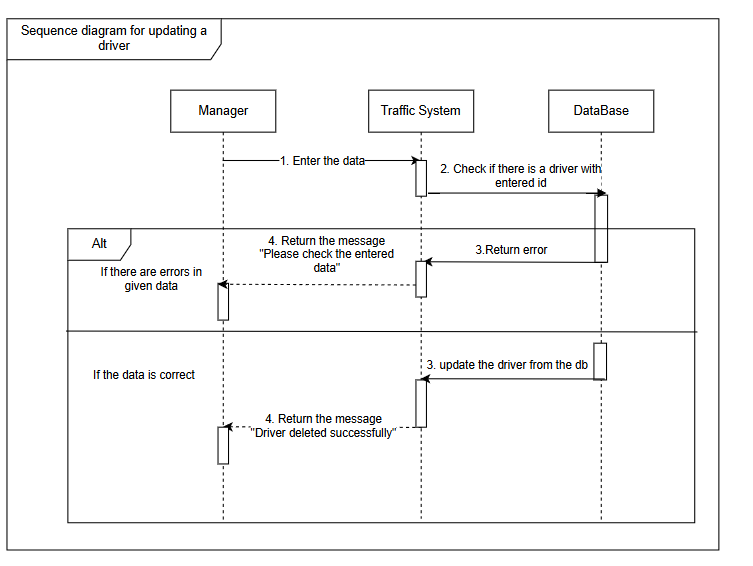 Sequence diagram for updating a
driver
Manager
Traffic System
DataBase
1. Enter the data
2. Check if there is a driver with
entered id
Alt
4. Return the message
"Please check the entered
data"
3.Return error
If there are errors in
given data
3. update the driver from the db
If the data is correct
4. Return the message
"Driver deleted successfully"